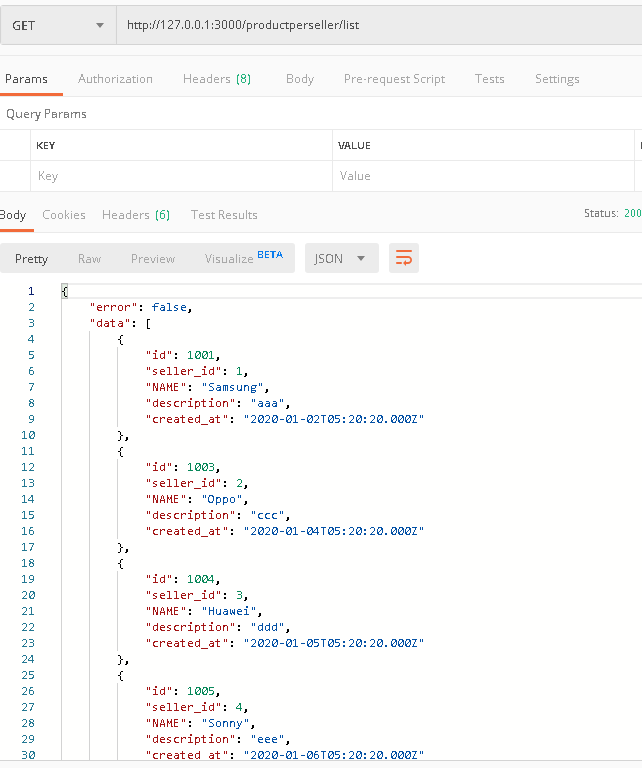 GET http://127.0.0.1:3000/productperseller/list
Params Authorization Headers (8) Body Pre-request Script Tests Settings
Query Params
KEY VALUE
Key Value
Body Cookies Headers (6) Test Results Status: 200
Pretty Raw Preview Visualize BETA JSON
1 {
2 "error": false,
3 "data": [
4 {
5 "id": 1001,
6 "seller_id": 1,
7 "NAME": "Samsung",
8 "description": "aaa",
9 "created_at": "2020-01-02T05:20:20.000Z"
10 },
11 {
12 "id": 1003,
13 "seller_id": 2,
14 "NAME": "Oppo",
15 "description": "ccc",
16 "created_at": "2020-01-04T05:20:20.000Z"
17 },
18 {
19 "id": 1004,
20 "seller_id": 3,
21 "NAME": "Huawei",
22 "description": "ddd",
23 "created_at": "2020-01-05T05:20:20.000Z"
24 },
25 {
26 "id": 1005,
27 "seller_id": 4,
28 "NAME": "Sonny",
29 "description": "eee",
30 "created_at": "2020-01-06T05:20:20.000Z"